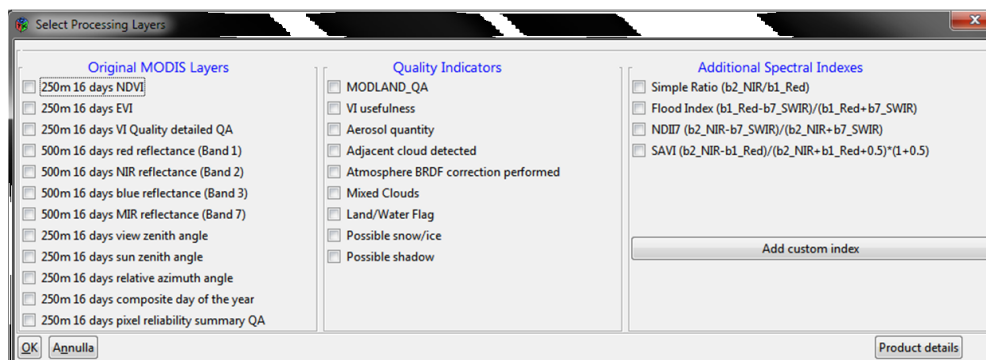 Select Processing Layers
Original MODIS Layers
250m 16 days NDVI
250m 16 days EVI
250m 16 days VI Quality detailed QA
500m 16 days red reflectance (Band 1)
500m 16 days NIR reflectance (Band 2)
500m 16 days blue reflectance (Band 3)
500m 16 days MIR reflectance (Band 7)
250m 16 days view zenith angle
250m 16 days sun zenith angle
250m 16 days relative azimuth angle
250m 16 days composite day of the year
250m 16 days pixel reliability summary QA
Quality Indicators
MODLAND_QA
VI usefulness
Aerosol quantity
Adjacent cloud detected
Atmosphere BRDF correction performed
Mixed Clouds
Land/Water Flag
Possible snow/ice
Possible shadow
Additional Spectral Indexes
Simple Ratio (b2_NIR/b1_Red)
Flood Index (b1_Red-b7_SWIR)/(b1_Red+b7_SWIR)
NDII7 (b2_NIR-b7_SWIR)/(b2_NIR+b7_SWIR)
SAVI (b2_NIR-b1_Red)/(b2_NIR+b1_Red+0.5)*(1+0.5)
Add custom index
OK
Annulla
Product details